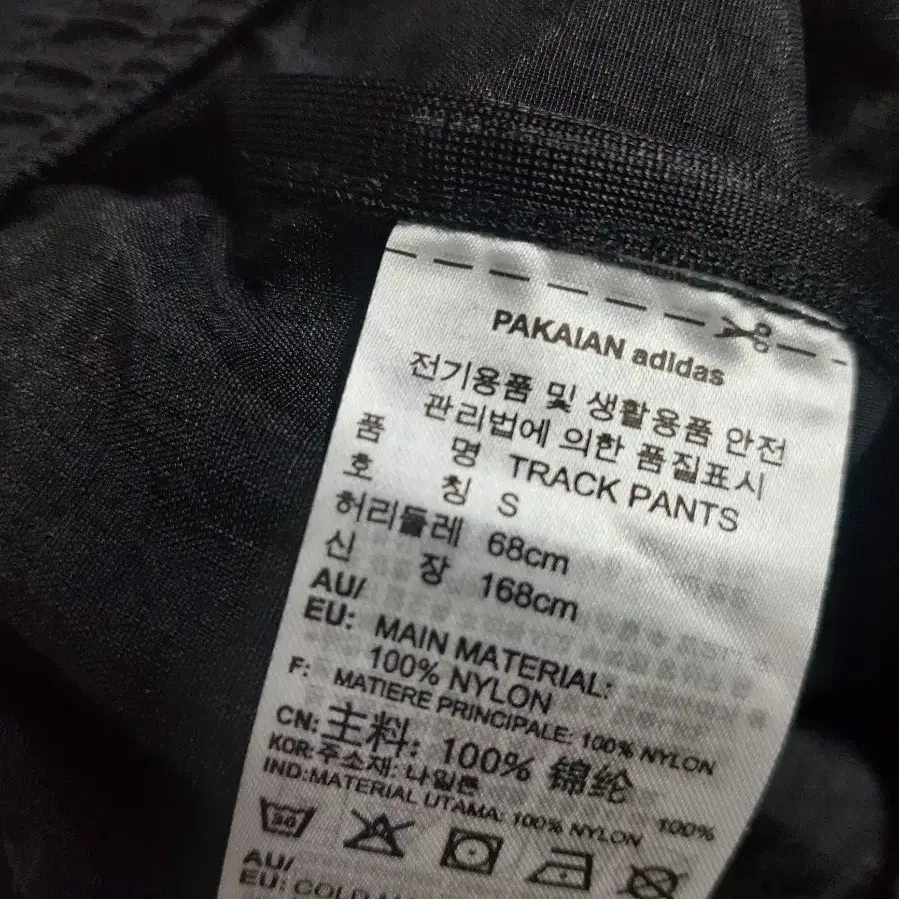 PAKAIAN adidas
전기용품 및 생활용품 안전
관리법에 의한 품질표시
품 명 TRACK PANTS
호 칭 S
허리둘레 68cm
신 장 168cm
AU/
EU: MAIN MATERIAL:
100% NYLON
F: MATIERE PRINCIPALE: 100% NYLON
CN: 主料: 100% 锦纶
KOR: 주소재: 나일론 100%
IND: MATERIAL UTAMA: 100% NYLON
30
AU/
EU: COLD